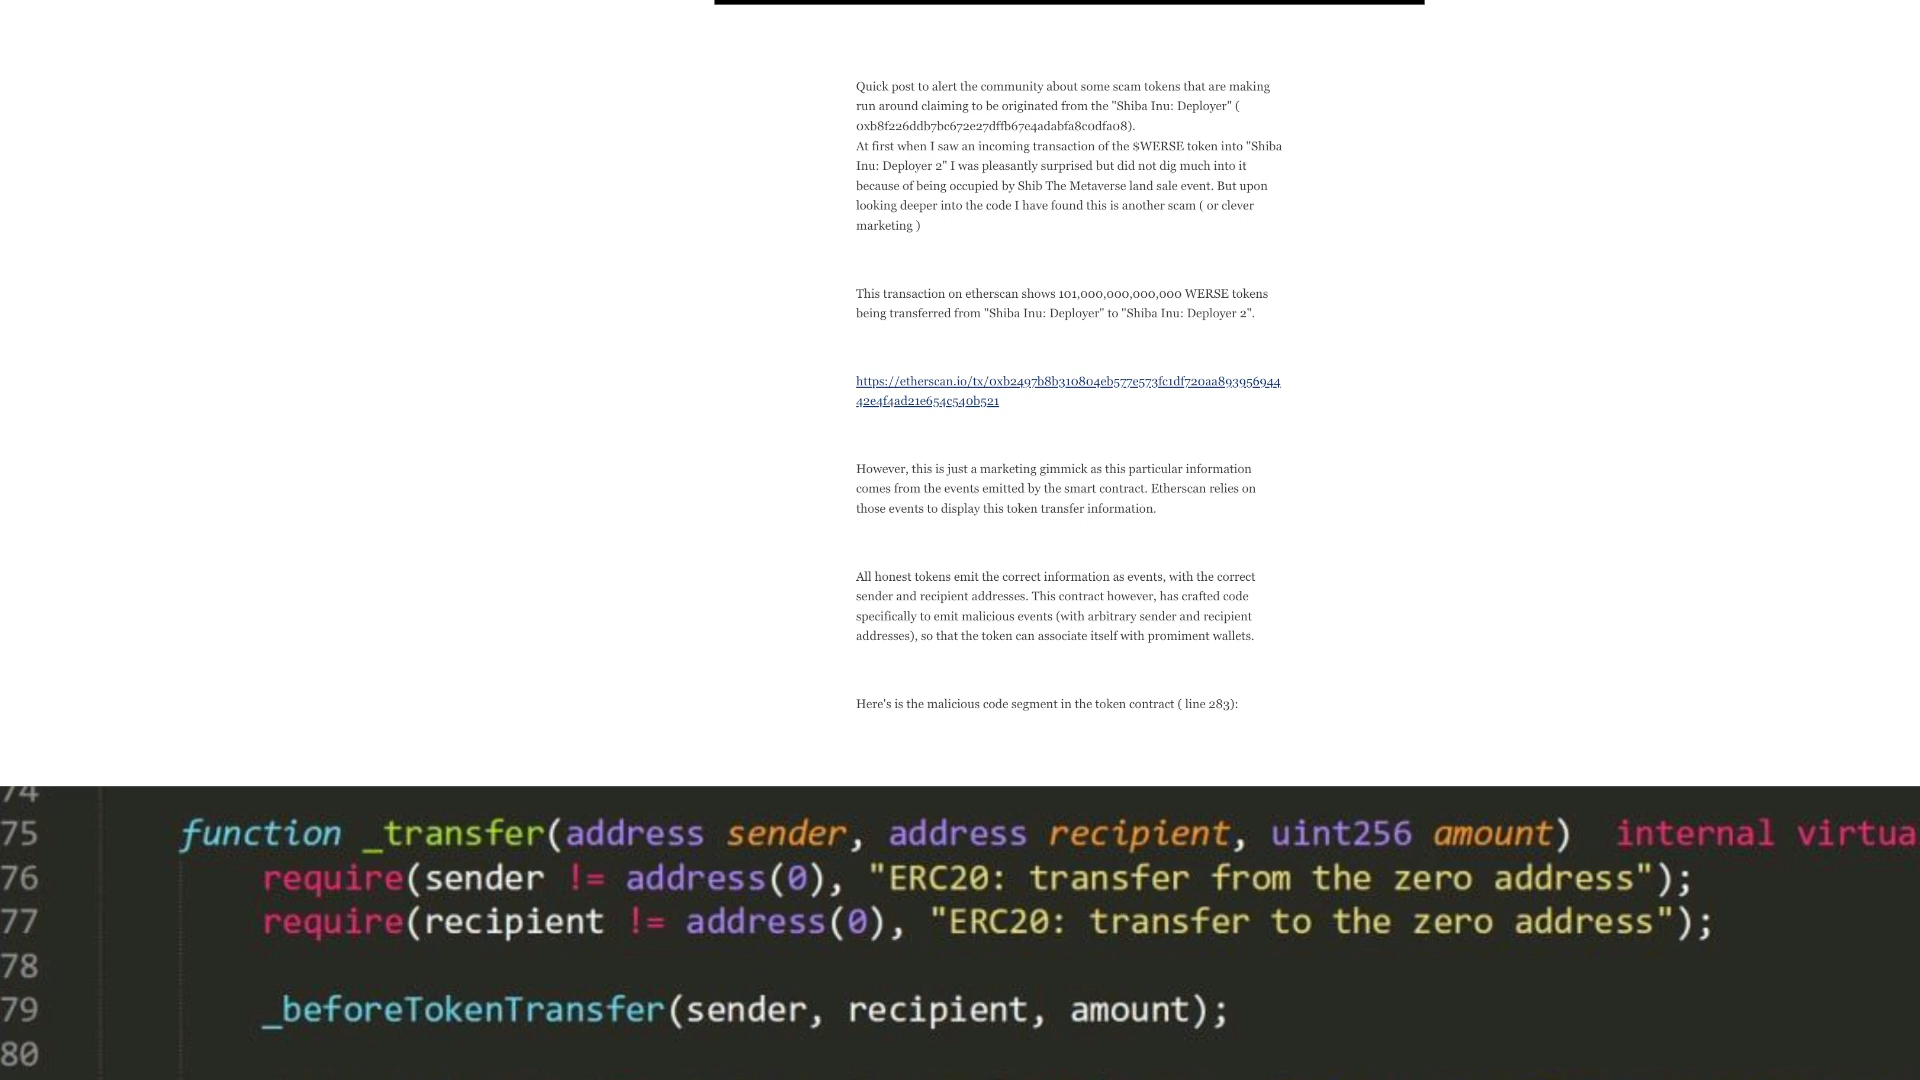 Quick post to alert the community about some scam tokens that are making
run around claiming to be originated from the "Shiba Inu: Deployer" (
0xb8f226ddb7bc672e27dffb67e4adabfa8c0dfa08).
At first when I saw an incoming transaction of the $WERSE token into "Shiba
Inu: Deployer 2" I was pleasantly surprised but did not dig much into it
because of being occupied by Shib The Metaverse land sale event. But upon
looking deeper into the code I have found this is another scam ( or clever
marketing )
This transaction on etherscan shows 101,000,000,000,000 WERSE tokens
being transferred from "Shiba Inu: Deployer" to "Shiba Inu: Deployer 2".
https://etherscan.io/tx/0xb2497b8b310804eb577e573fc1df720aa893956944
42e4f4ad21e654c540b521
However, this is just a marketing gimmick as this particular information
comes from the events emitted by the smart contract. Etherscan relies on
those events to display this token transfer information.
All honest tokens emit the correct information as events, with the correct
sender and recipient addresses. This contract however, has crafted code
specifically to emit malicious events (with arbitrary sender and recipient
addresses), so that the token can associate itself with promiment wallets.
Here's is the malicious code segment in the token contract ( line 283):
74
75 function _transfer(address sender, address recipient, uint256 amount) internal virtua
76 require(sender != address(0), "ERC20: transfer from the zero address");
77 require(recipient != address(0), "ERC20: transfer to the zero address");
78
79 _beforeTokenTransfer(sender, recipient, amount);
80